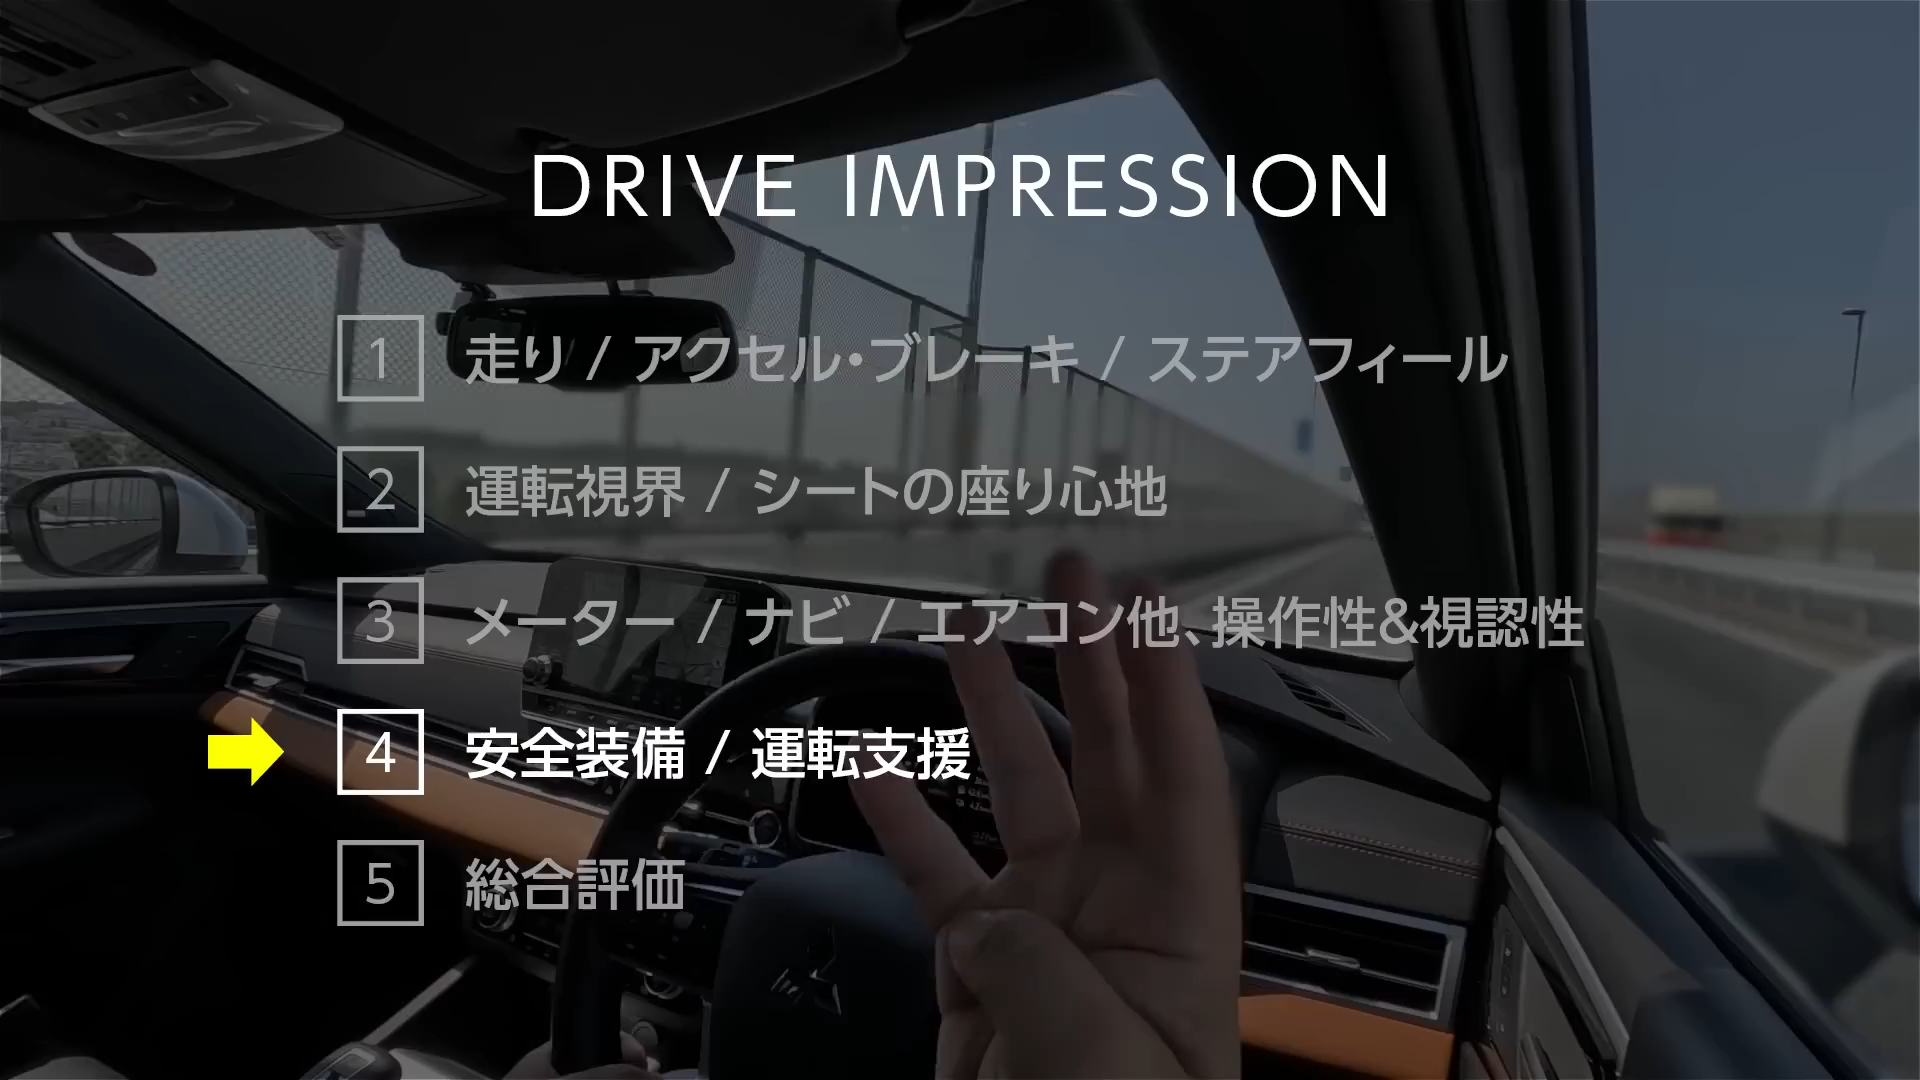 DRIVE IMPRESSION
1 走り / アクセル・ブレーキ / ステアフィール
2 運転視界 / シートの座り心地
3 メーター / ナビ / エアコン他、操作性&視認性
4 安全装備 / 運転支援
5 総合評価